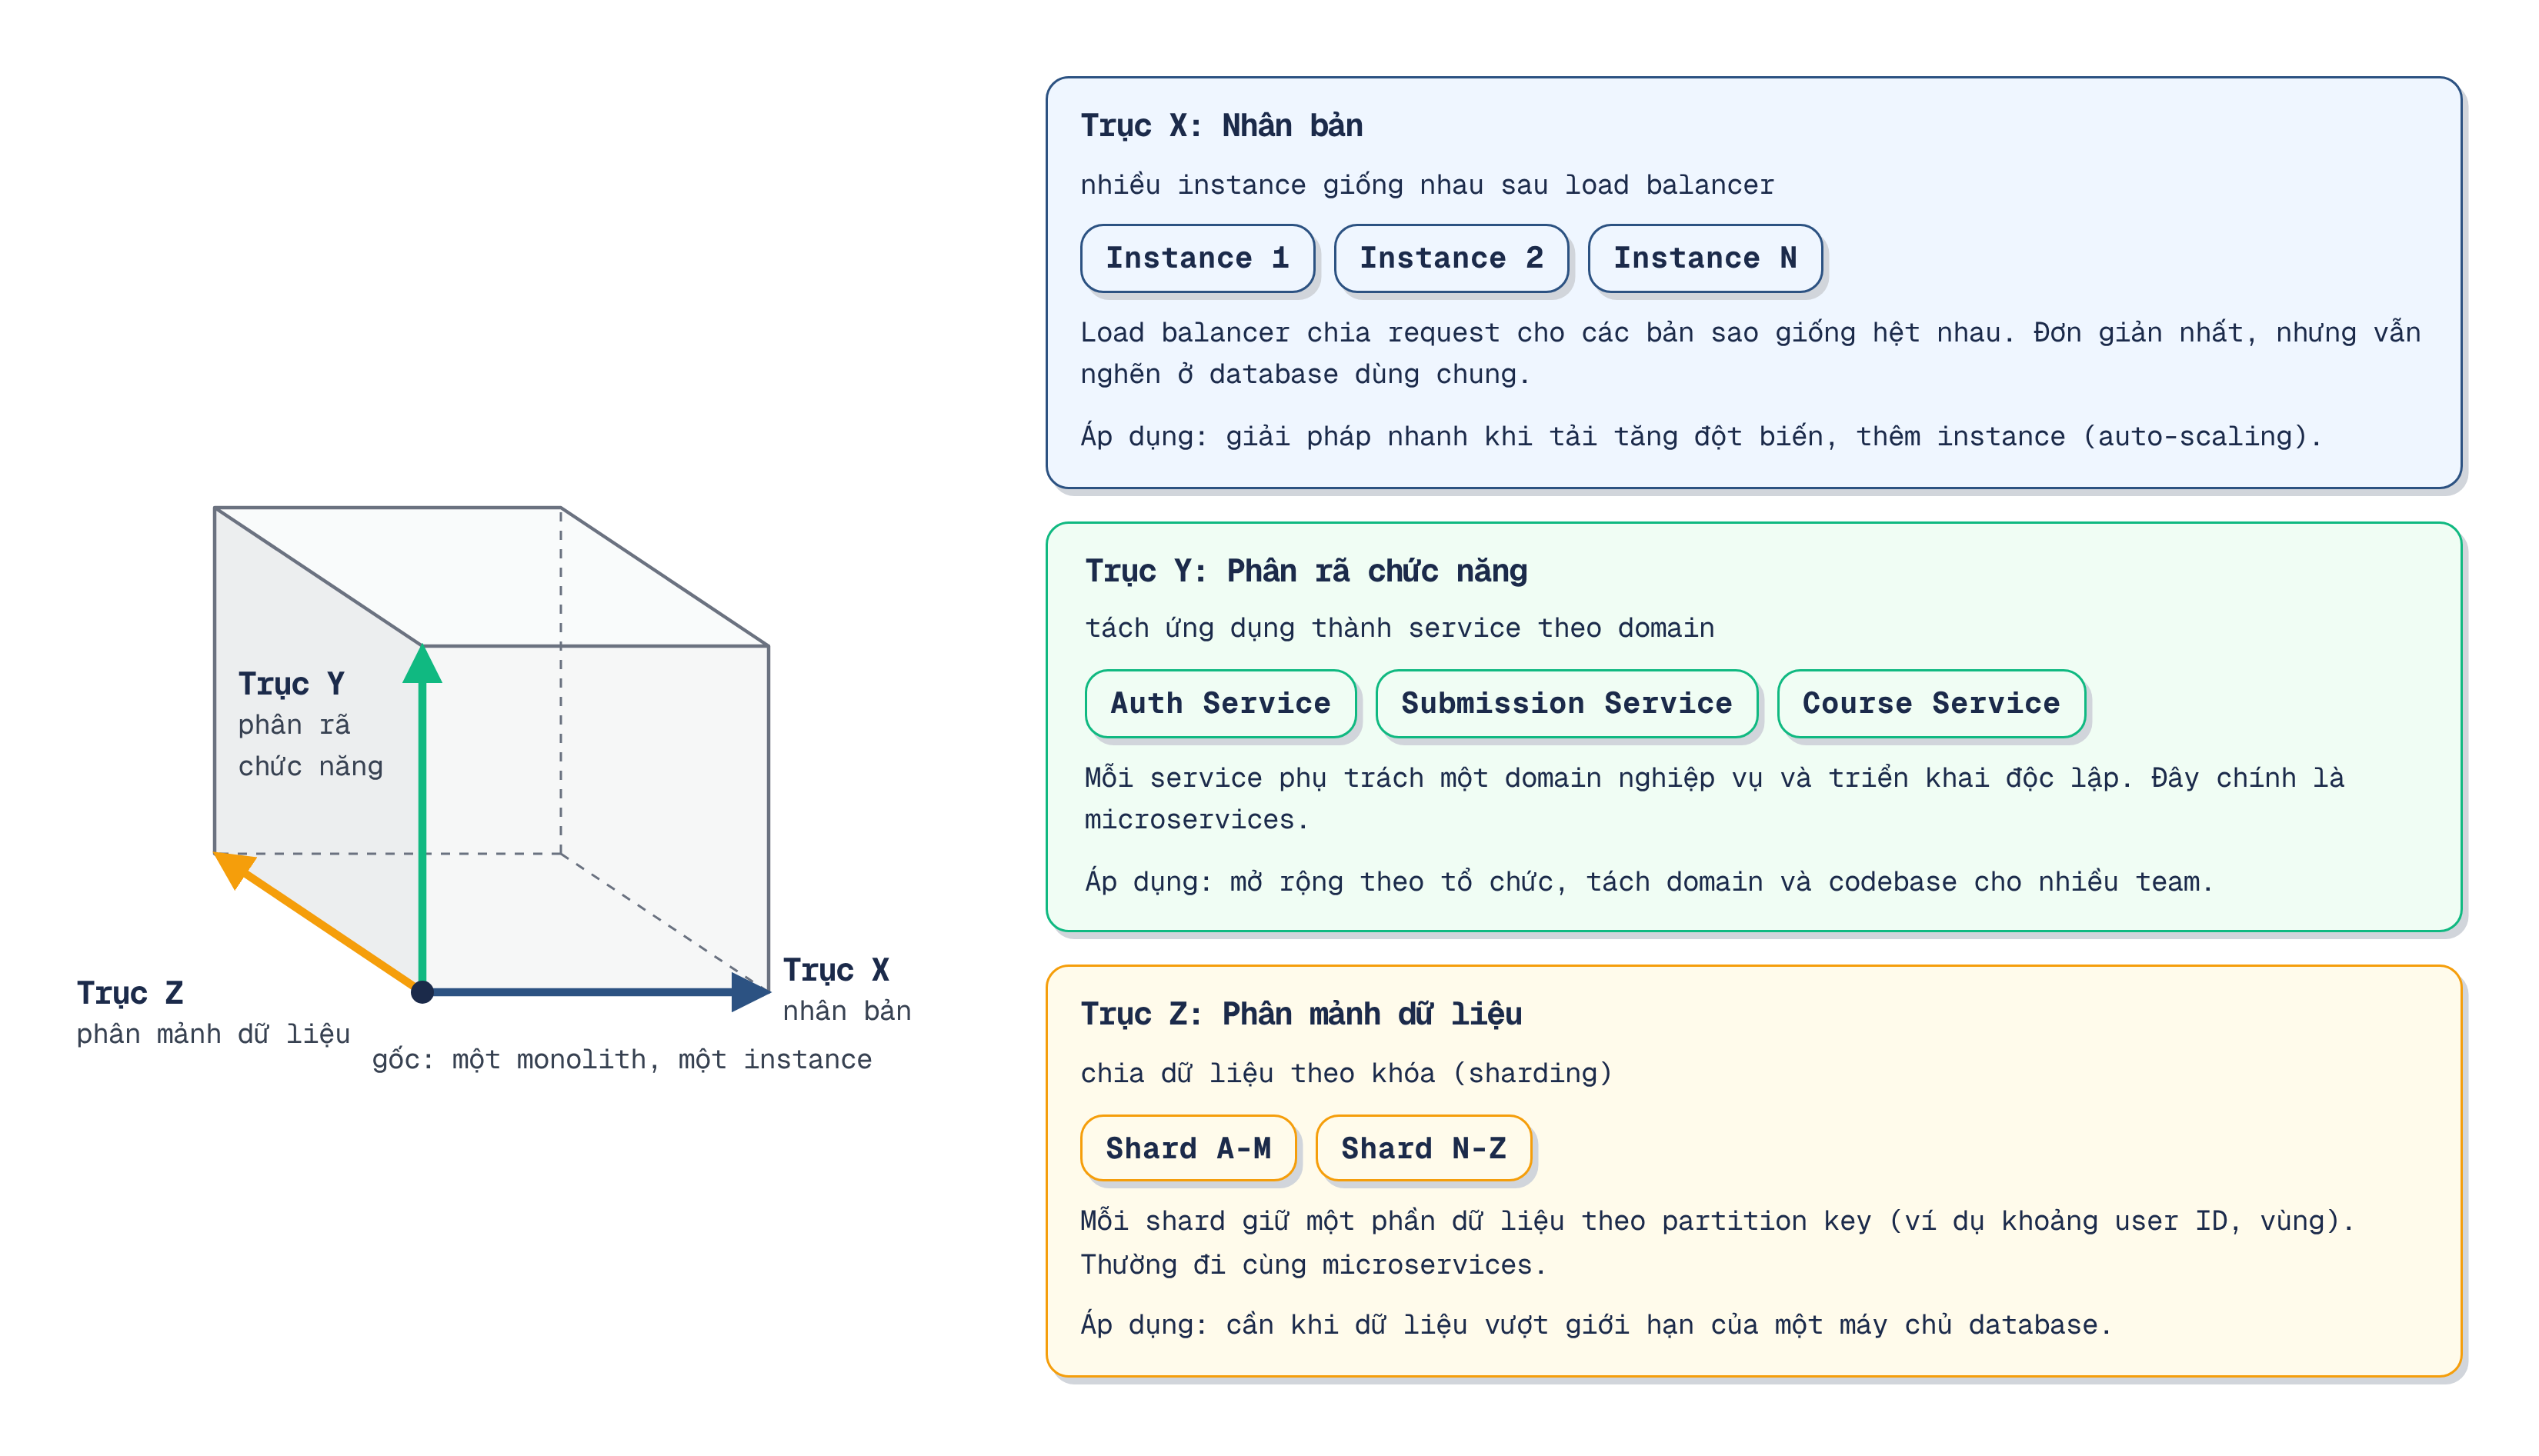 Trục Y
phân rã
chức năng
Trục Z
phân mảnh dữ liệu
Trục X
nhân bản
gốc: một monolith, một instance
Trục X: Nhân bản
nhiều instance giống nhau sau load balancer
Instance 1
Instance 2
Instance N
Load balancer chia request cho các bản sao giống hệt nhau. Đơn giản nhất, nhưng vẫn
nghẽn ở database dùng chung.
Áp dụng: giải pháp nhanh khi tải tăng đột biến, thêm instance (auto-scaling).
Trục Y: Phân rã chức năng
tách ứng dụng thành service theo domain
Auth Service
Submission Service
Course Service
Mỗi service phụ trách một domain nghiệp vụ và triển khai độc lập. Đây chính là
microservices.
Áp dụng: mở rộng theo tổ chức, tách domain và codebase cho nhiều team.
Trục Z: Phân mảnh dữ liệu
chia dữ liệu theo khóa (sharding)
Shard A-M
Shard N-Z
Mỗi shard giữ một phần dữ liệu theo partition key (ví dụ khoảng user ID, vùng).
Thường đi cùng microservices.
Áp dụng: cần khi dữ liệu vượt giới hạn của một máy chủ database.